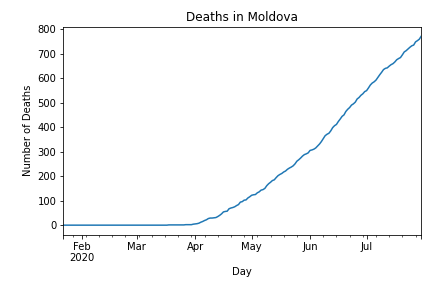 Deaths in Moldova
800
700
600
500
400
300
200
100
0
Number of Deaths
Feb
2020
Mar
Apr
May
Jun
Jul
Day